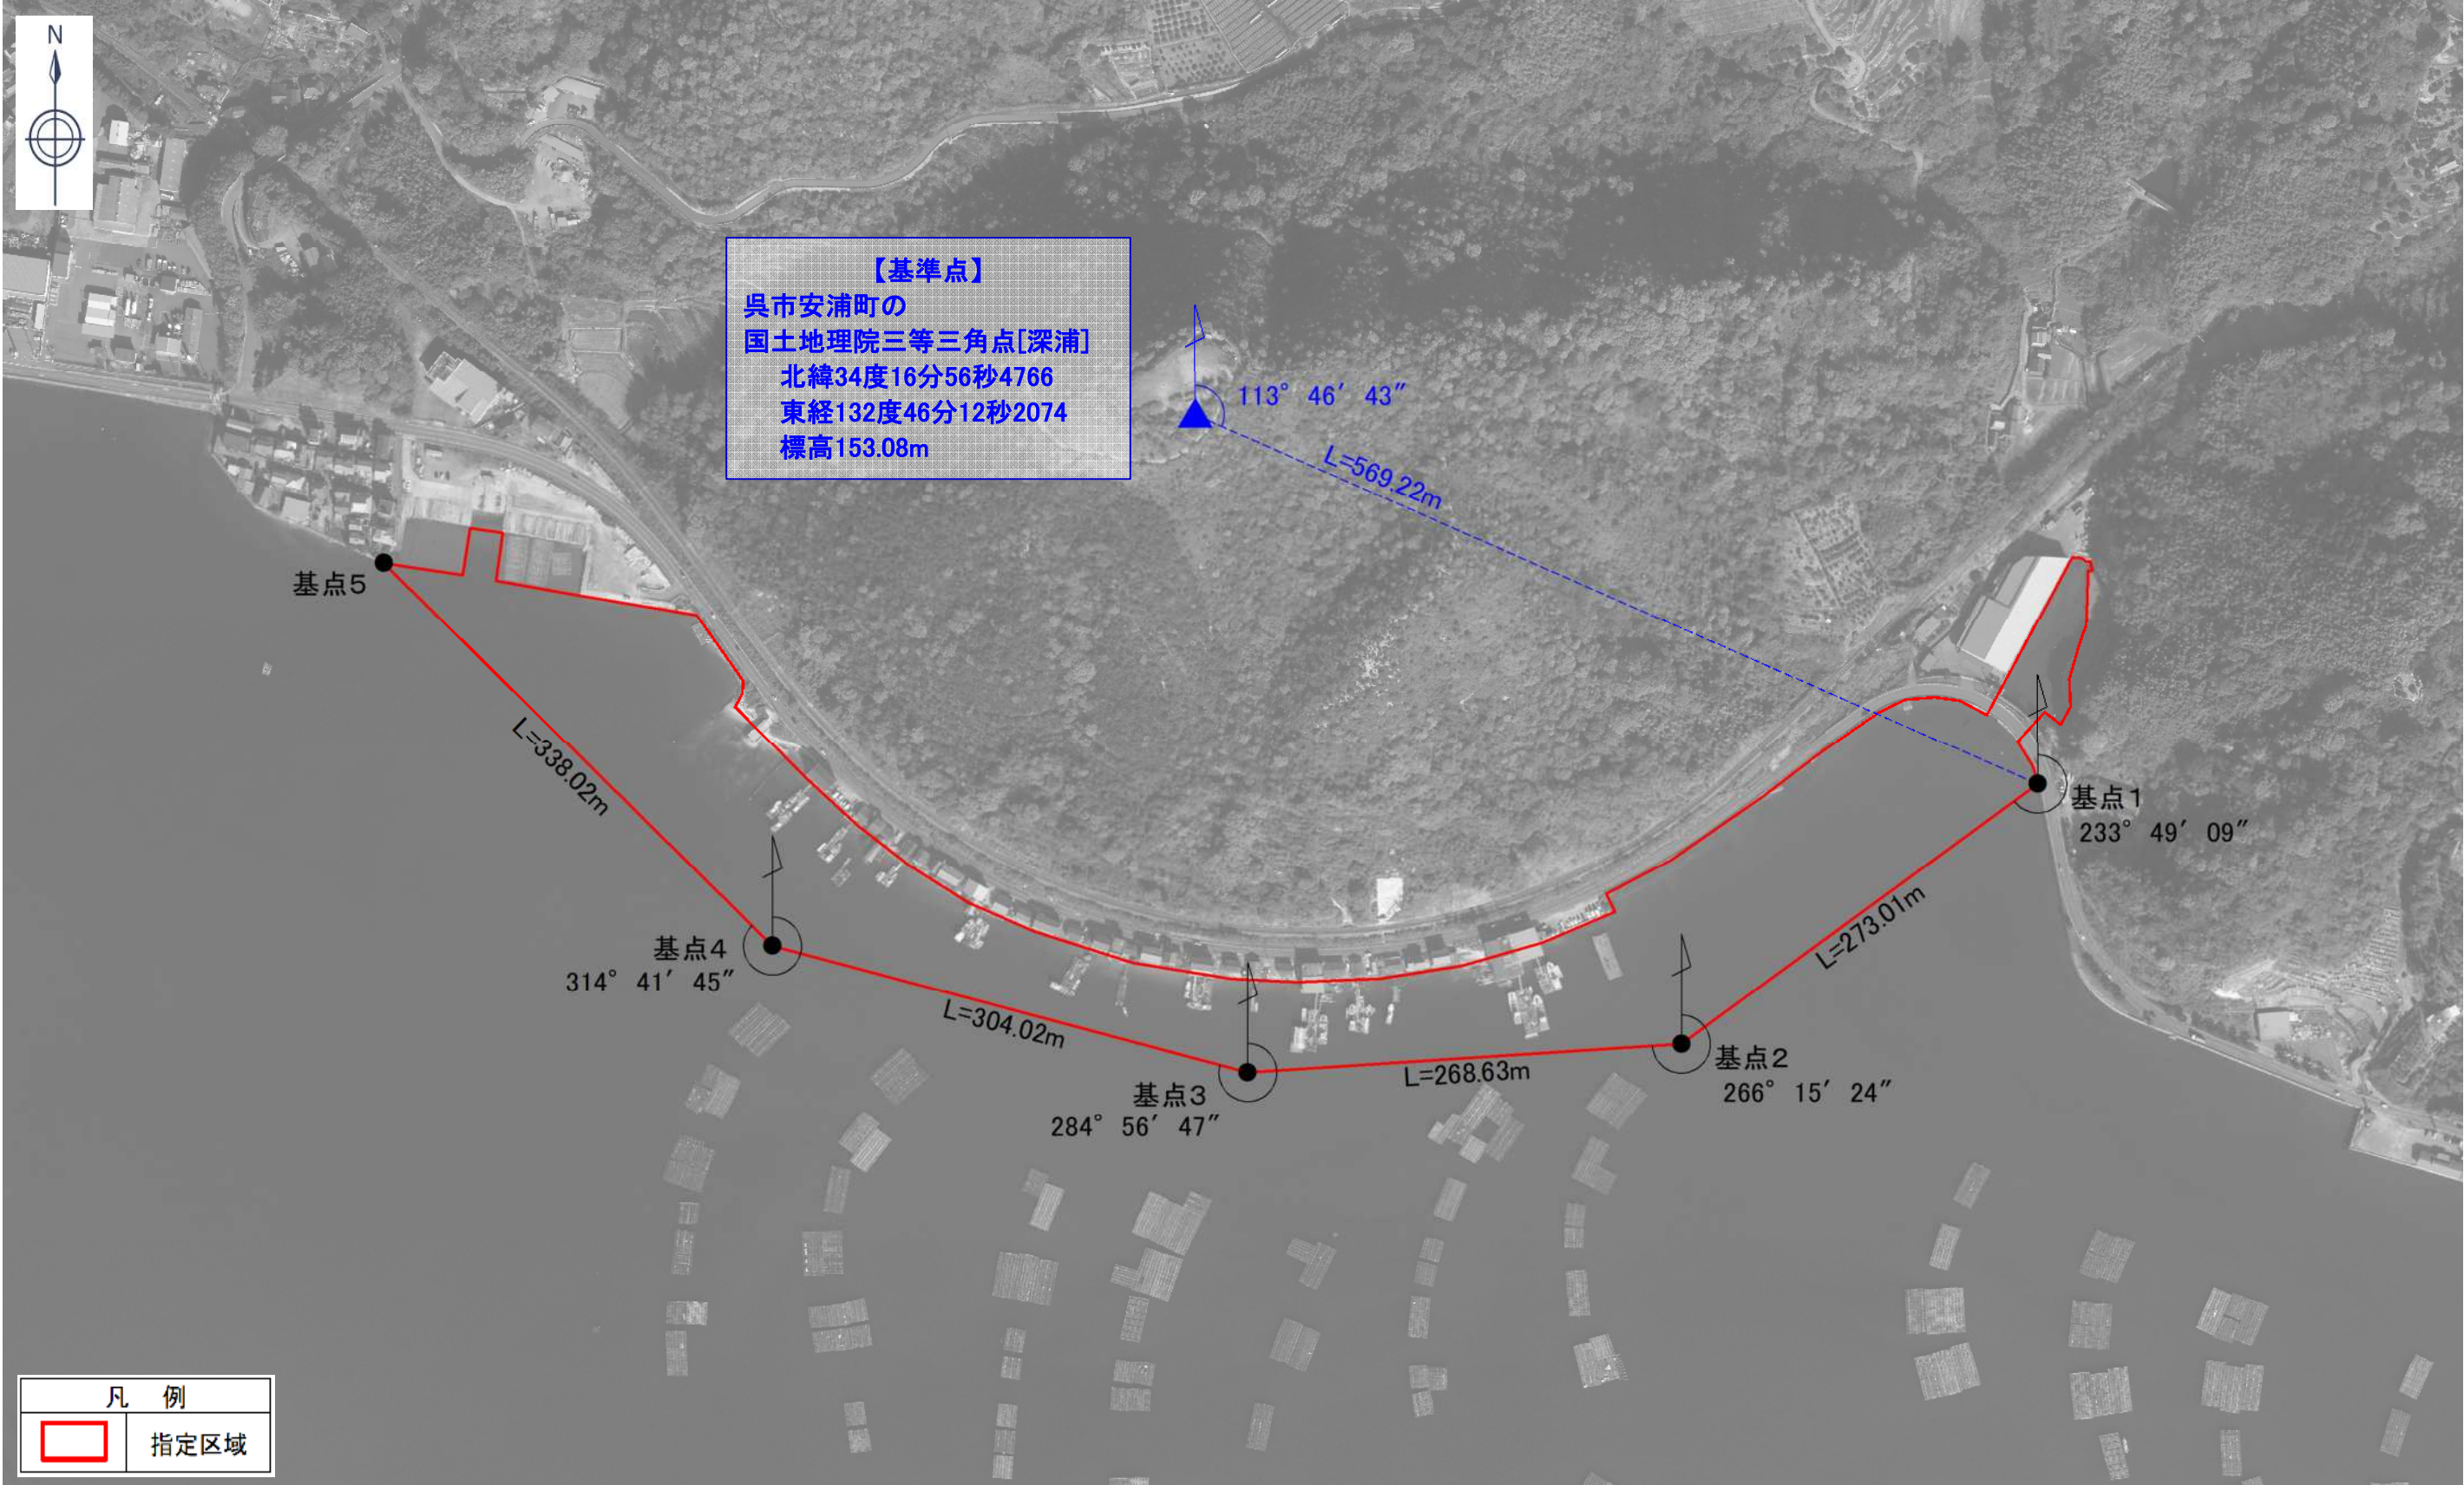 N
【基準点】
呉市安浦町の
国土地理院三等三角点[深浦]
北緯34度16分56秒4766
東経132度46分12秒2074
標高153.08m
113° 46′ 43″
L=569.22m
基点5
L=338.02m
基点1
233° 49′ 09″
L=273.01m
基点4
314° 41′ 45″
L=304.02m
基点2
266° 15′ 24″
L=268.63m
基点3
284° 56′ 47″
凡 例
指定区域